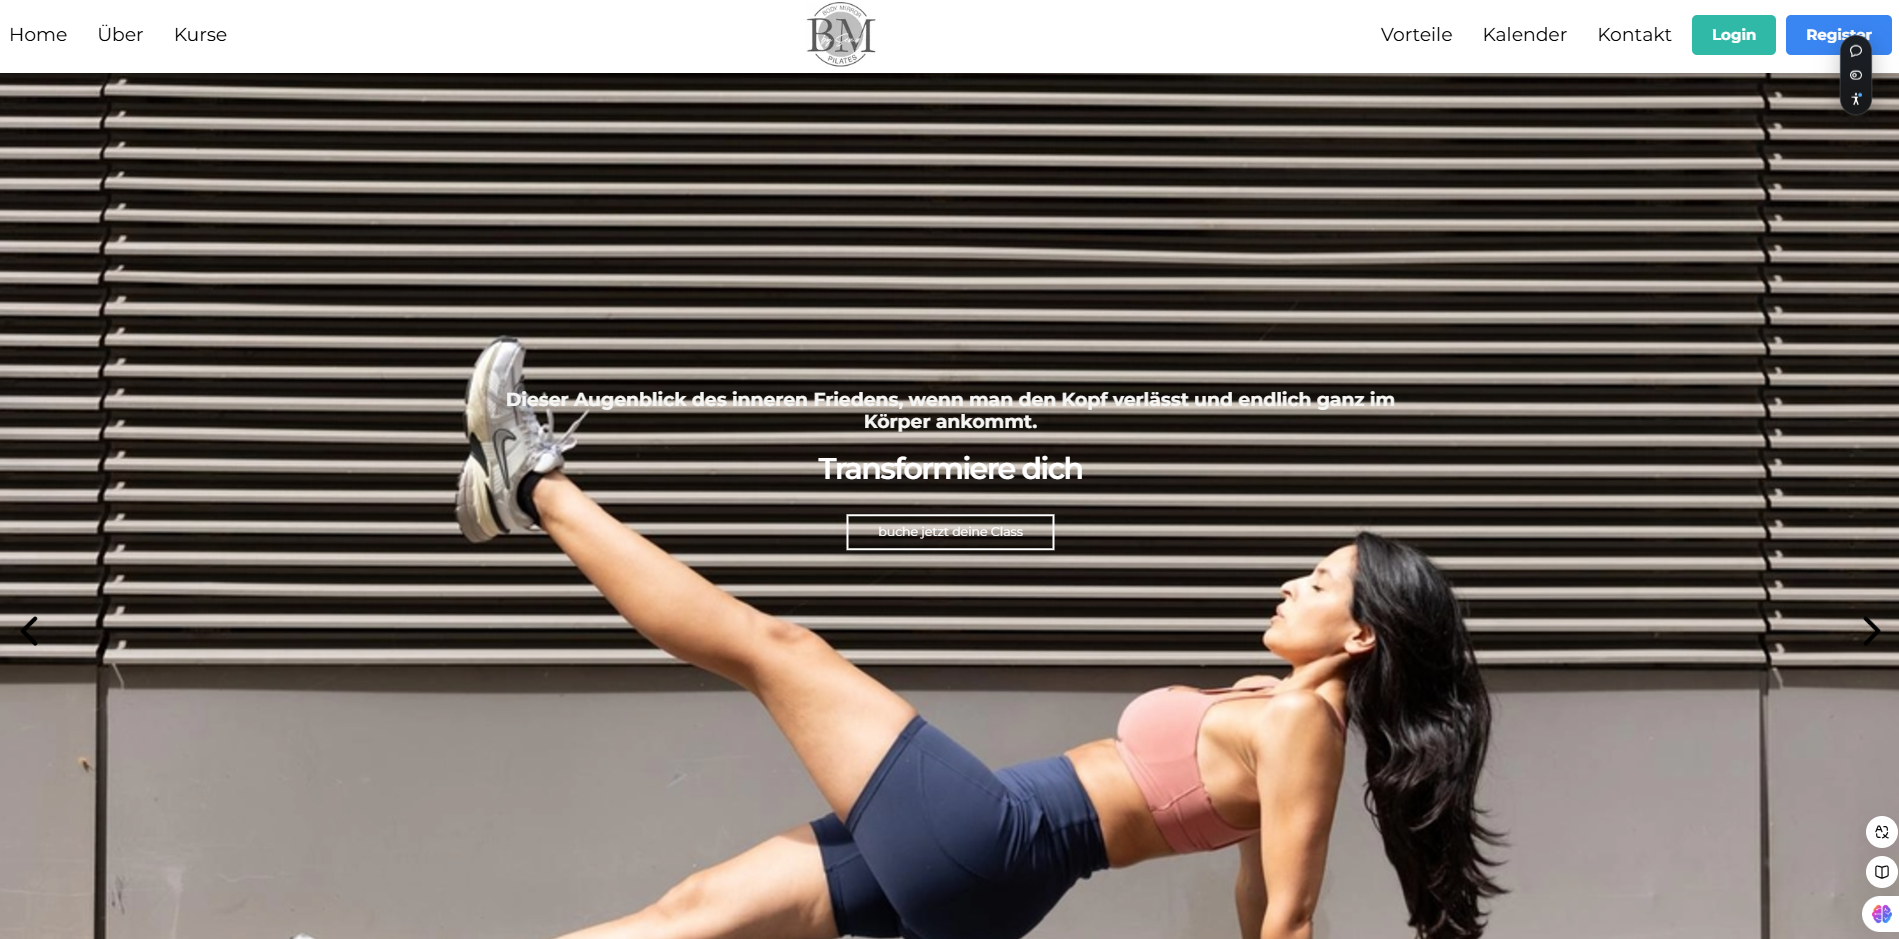 Home Über Kurse
BODY MIRROR
BM
PILATES
Vorteile Kalender Kontakt Login Register
Dieser Augenblick des inneren Friedens, wenn man den Kopf verlässt und endlich ganz im
Körper ankommt.
Transformiere dich
buche jetzt deine Class